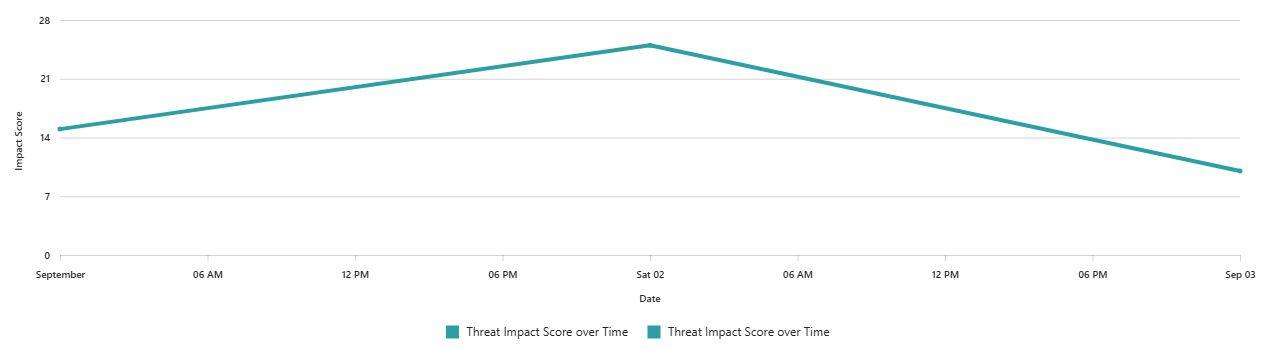 28
21
14
7
0
Impact Score
September 06 AM 12 PM 06 PM Sat 02 06 AM 12 PM 06 PM Sep 03
Date
Threat Impact Score over Time Threat Impact Score over Time